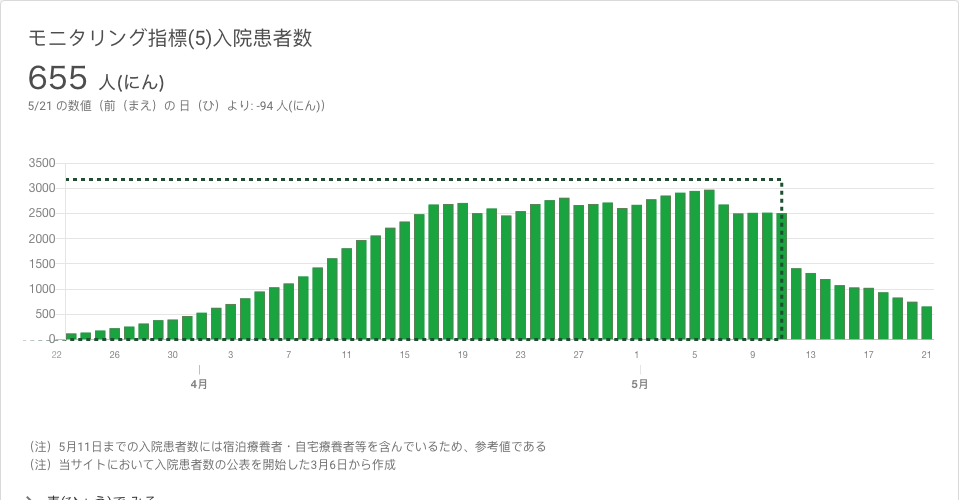 モニタリング指標(5)入院患者数
655 人(にん)
5/21 の数値（前（まえ）の 日（ひ）より: -94 人(にん)）
3500
3000
2500
2000
1500
1000
500
0
22 26 30 3 7 11 15 19 23 27 1 5 9 13 17 21
4月 5月
（注）5月11日までの入院患者数には宿泊療養者・自宅療養者等を含んでいるため、参考値である
（注）当サイトにおいて入院患者数の公表を開始した3月6日から作成